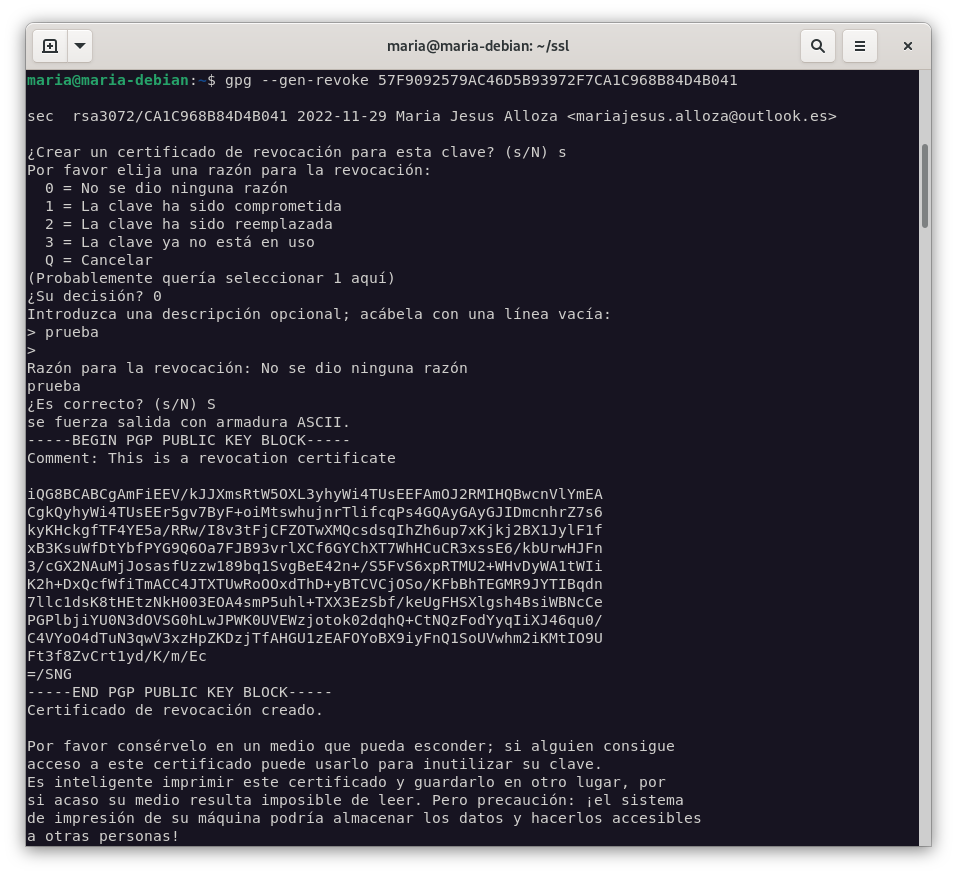 maria@maria-debian: ~/ssl
maria@maria-debian:~$ gpg --gen-revoke 57F9092579AC46D5B93972F7CA1C968B84D4B041
sec  rsa3072/CA1C968B84D4B041 2022-11-29 Maria Jesus Alloza <mariajesus.alloza@outlook.es>
¿Crear un certificado de revocación para esta clave? (s/N) s
Por favor elija una razón para la revocación:
  0 = No se dio ninguna razón
  1 = La clave ha sido comprometida
  2 = La clave ha sido reemplazada
  3 = La clave ya no está en uso
  Q = Cancelar
(Probablemente quería seleccionar 1 aquí)
¿Su decisión? 0
Introduzca una descripción opcional; acábela con una línea vacía:
> prueba
>
Razón para la revocación: No se dio ninguna razón
prueba
¿Es correcto? (s/N) S
se fuerza salida con armadura ASCII.
-----BEGIN PGP PUBLIC KEY BLOCK-----
Comment: This is a revocation certificate
iQG8BCABCgAmFiEEV/kJJXmsRtW5OXL3yhyWi4TUsEEFAmOJ2RMIHQBwcnVlYmEA
CgkQyhyWi4TUsEEr5gv7ByF+oiMtswhujnrTlifcqPs4GQAyGAyGJIDmcnhrZ7s6
kyKHckgfTF4YE5a/RRw/I8v3tFjCFZOTwXMQcsdsqIhZh6up7xKjkj2BX1JylF1f
xB3KsuWfDtYbfPYG9Q6Oa7FJB93vrlXCf6GYChXT7WhHCuCR3xssE6/kbUrwHJFn
3/cGX2NAuMjJosasfUzzw189bq1SvgBeE42n+/S5FvS6xpRTMU2+WHvDyWA1tWIi
K2h+DxQcfWfiTmACC4JTXTUwRoOOxdThD+yBTCVCjOSo/KFbBhTEGMR9JYTIBqdn
7llc1dsK8tHEtzNkH003EOA4smP5uhl+TXX3EzSbf/keUgFHSXlgsh4BsiWBNcCe
PGPlbjiYU0N3dOVSG0hLwJPWK0UVEWzjotok02dqhQ+CtNQzFodYyqIiXJ46qu0/
C4VYoO4dTuN3qwV3xzHpZKDzjTfAHGU1zEAFOYoBX9iyFnQ1SoUVwhm2iKMtIO9U
Ft3f8ZvCrt1yd/K/m/Ec
=/SNG
-----END PGP PUBLIC KEY BLOCK-----
Certificado de revocación creado.
Por favor consérvelo en un medio que pueda esconder; si alguien consigue
acceso a este certificado puede usarlo para inutilizar su clave.
Es inteligente imprimir este certificado y guardarlo en otro lugar, por
si acaso su medio resulta imposible de leer. Pero precaución: ¡el sistema
de impresión de su máquina podría almacenar los datos y hacerlos accesibles
a otras personas!